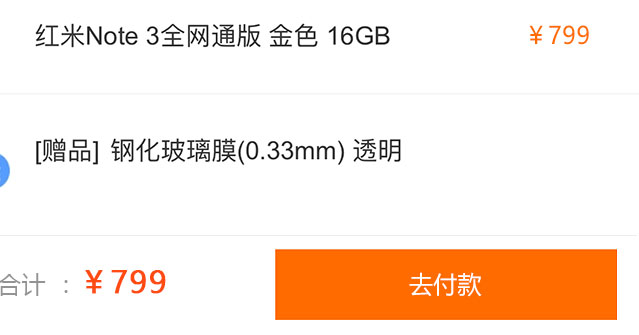 红米Note 3全网通版 金色 16GB ¥799
[赠品] 钢化玻璃膜(0.33mm) 透明
合计 : ¥799 去付款